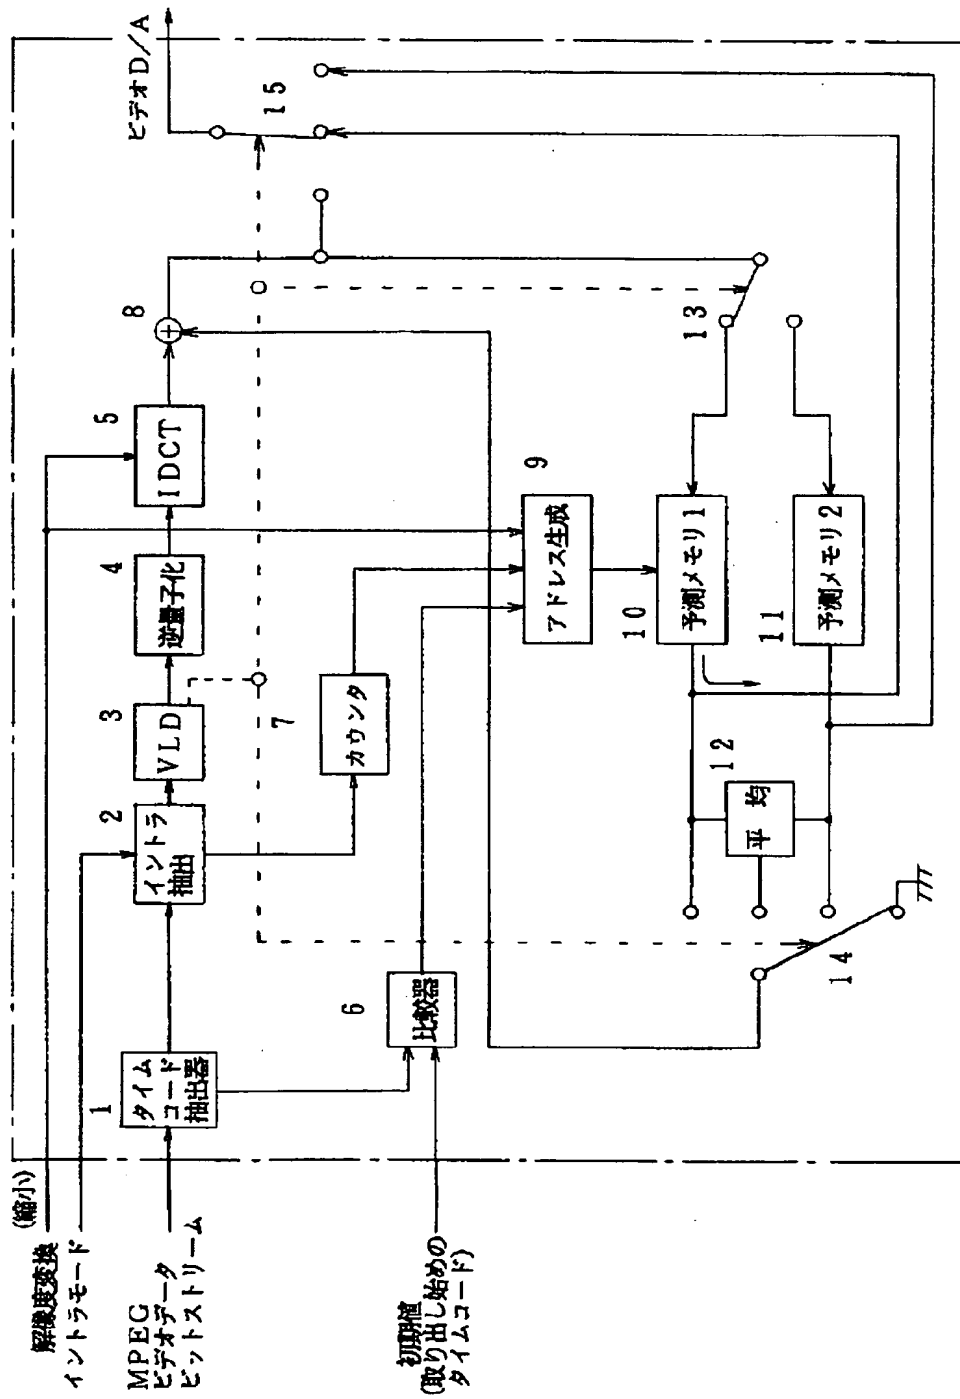 解像度変換(縮小)
イントラモード
MPEG
ビデオデータ
ビットストリーム
初期値
(取り出し始めの
タイムコード)
1
タイム
コード
抽出器
2
イントラ
抽出
3
VLD
4
逆量子化
5
IDCT
8
+
ビデオD/A
15
6
比較器
7
カウンタ
9
アドレス生成
10
予測メモリ1
11
予測メモリ2
12
平均
13
14